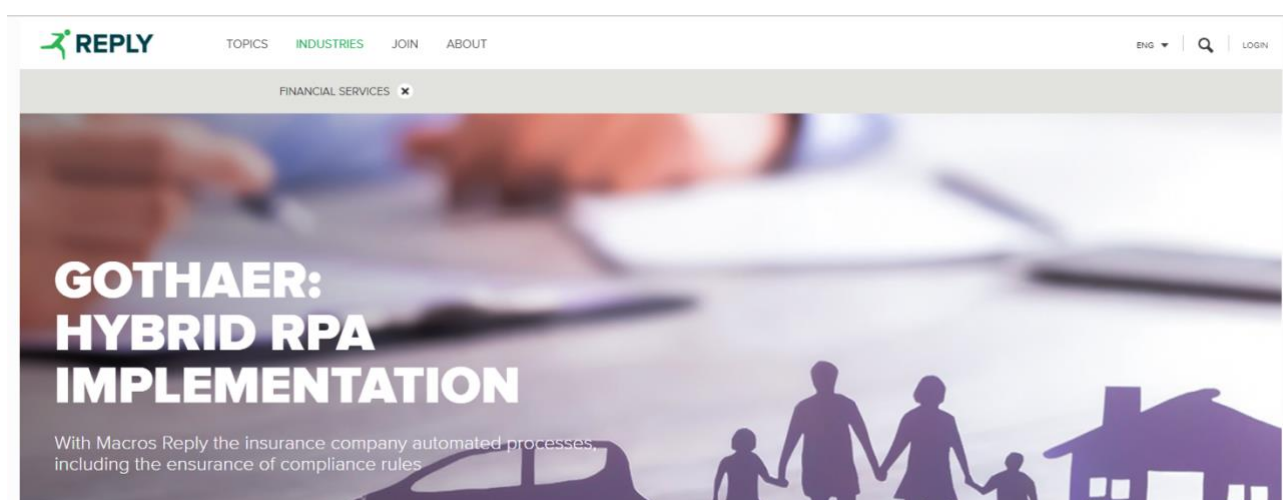 REPLY
TOPICS INDUSTRIES JOIN ABOUT ENG LOGIN
FINANCIAL SERVICES
GOTHAER:
HYBRID RPA
IMPLEMENTATION
With Macros Reply the insurance company automated processes,
including the ensurance of compliance rules